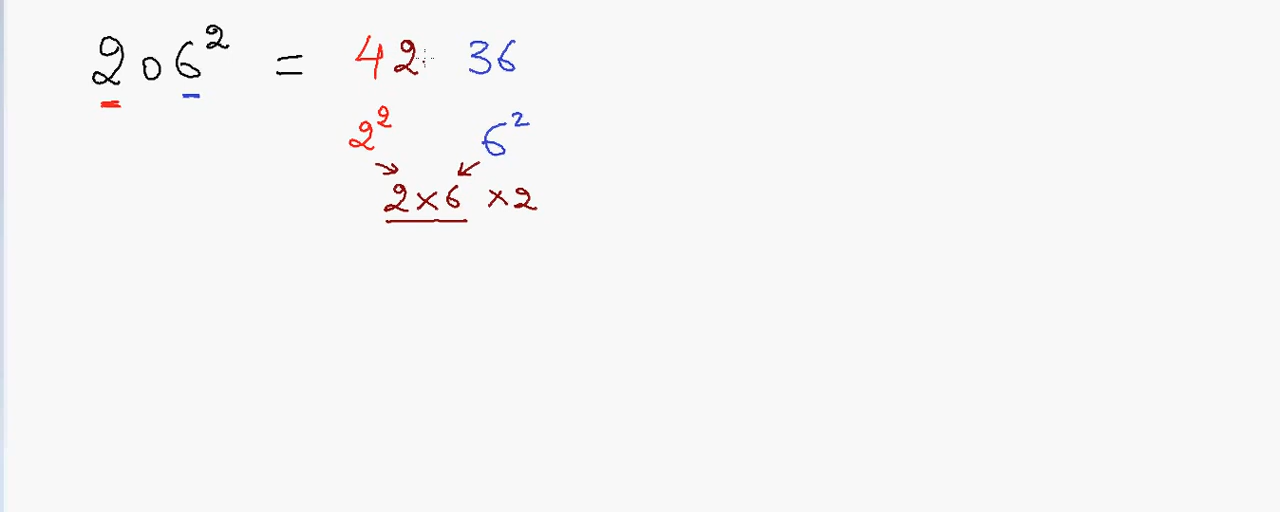 206² = 42 36
2² 6²
2×6 ×2